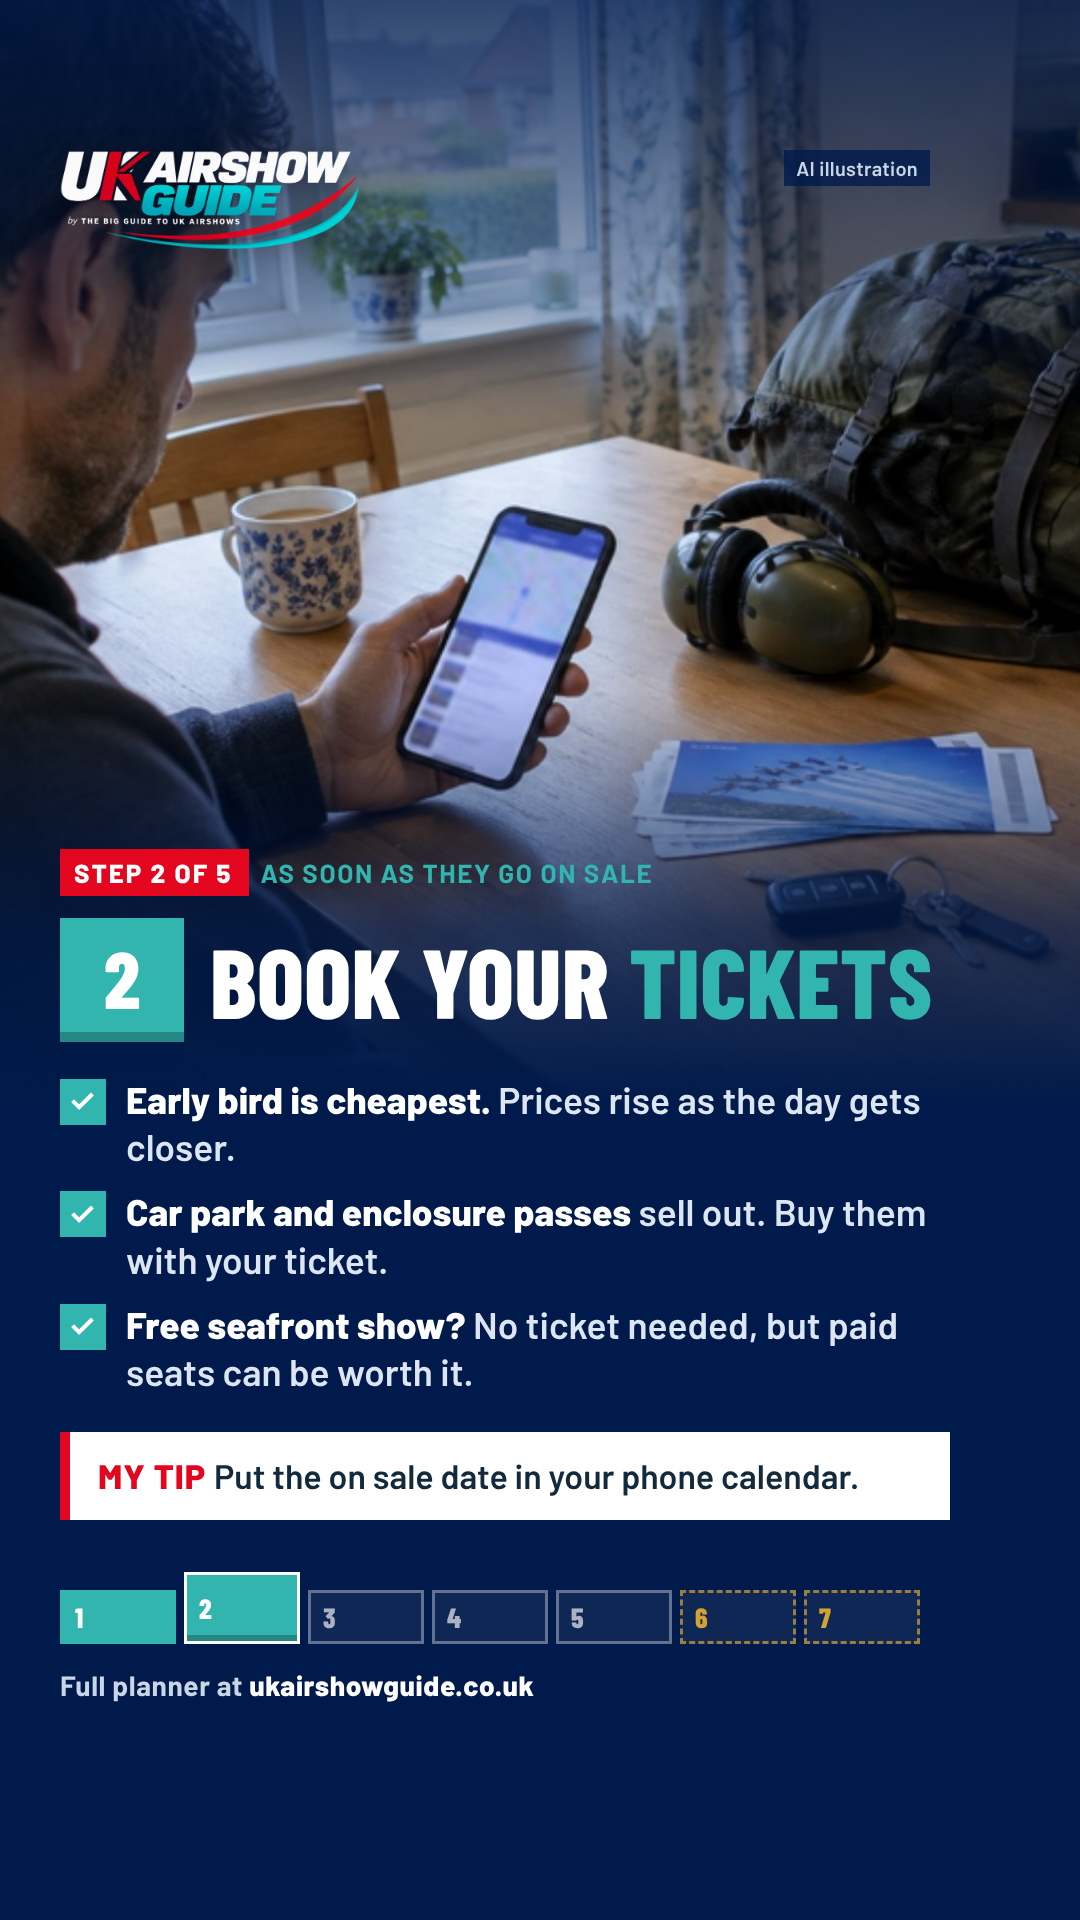 UK AIRSHOW
GUIDE
by THE BIG GUIDE TO UK AIRSHOWS
AI illustration
STEP 2 OF 5 AS SOON AS THEY GO ON SALE
2 BOOK YOUR TICKETS
Early bird is cheapest. Prices rise as the day gets
closer.
Car park and enclosure passes sell out. Buy them
with your ticket.
Free seafront show? No ticket needed, but paid
seats can be worth it.
MY TIP Put the on sale date in your phone calendar.
1 2 3 4 5 6 7
Full planner at ukairshowguide.co.uk